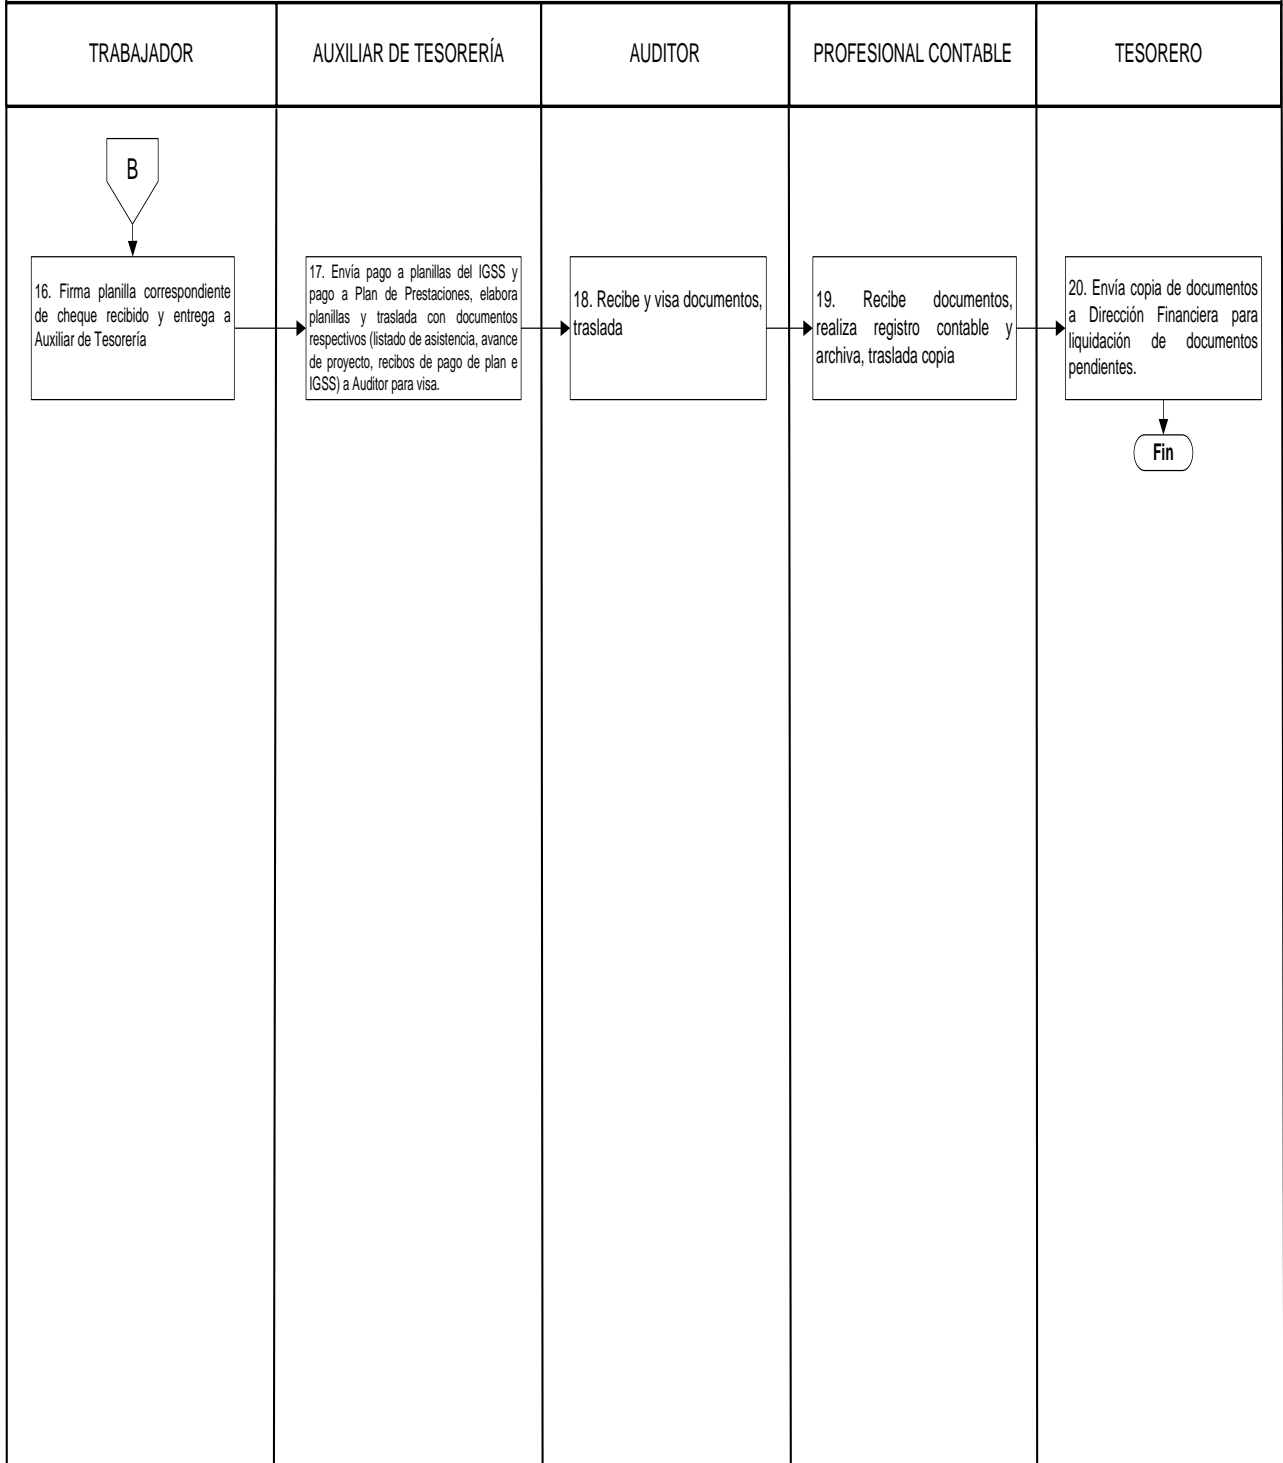 TRABAJADOR
AUXILIAR DE TESORERÍA
AUDITOR
PROFESIONAL CONTABLE
TESORERO
B
16. Firma planilla correspondiente
de cheque recibido y entrega a
Auxiliar de Tesorería
17. Envía pago a planillas del IGSS y
pago a Plan de Prestaciones, elabora
planillas y traslada con documentos
respectivos (listado de asistencia, avance
de proyecto, recibos de pago de plan e
IGSS) a Auditor para visa.
18. Recibe y visa documentos,
traslada
19. Recibe documentos,
realiza registro contable y
archiva, traslada copia
20. Envía copia de documentos
a Dirección Financiera para
liquidación de documentos
pendientes.
Fin